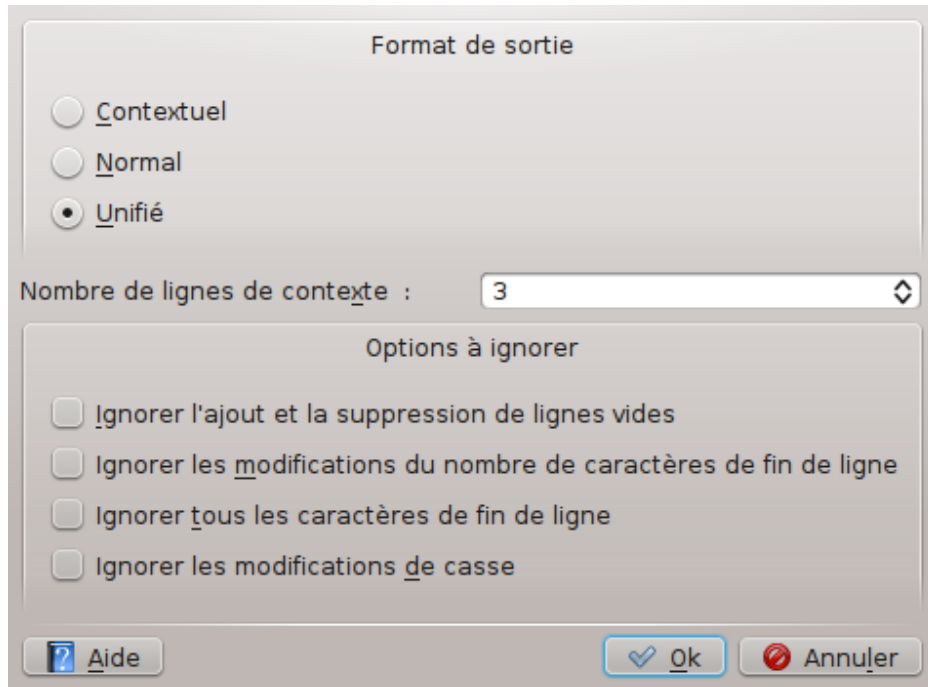 Format de sortie
Contextuel
Normal
Unifié
Nombre de lignes de contexte :
3
Options à ignorer
Ignorer l'ajout et la suppression de lignes vides
Ignorer les modifications du nombre de caractères de fin de ligne
Ignorer tous les caractères de fin de ligne
Ignorer les modifications de casse
Aide
Ok
Annuler